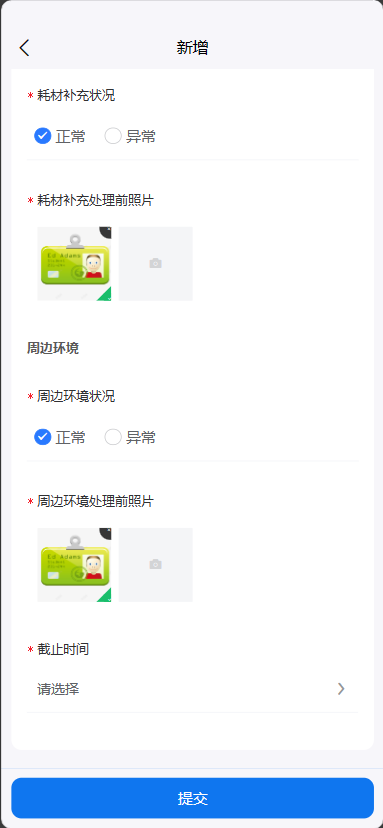 新增
* 耗材补充状况
正常 异常
* 耗材补充处理前照片
Ed Adams
周边环境
* 周边环境状况
正常 异常
* 周边环境处理前照片
Ed Adams
* 截止时间
请选择
提交